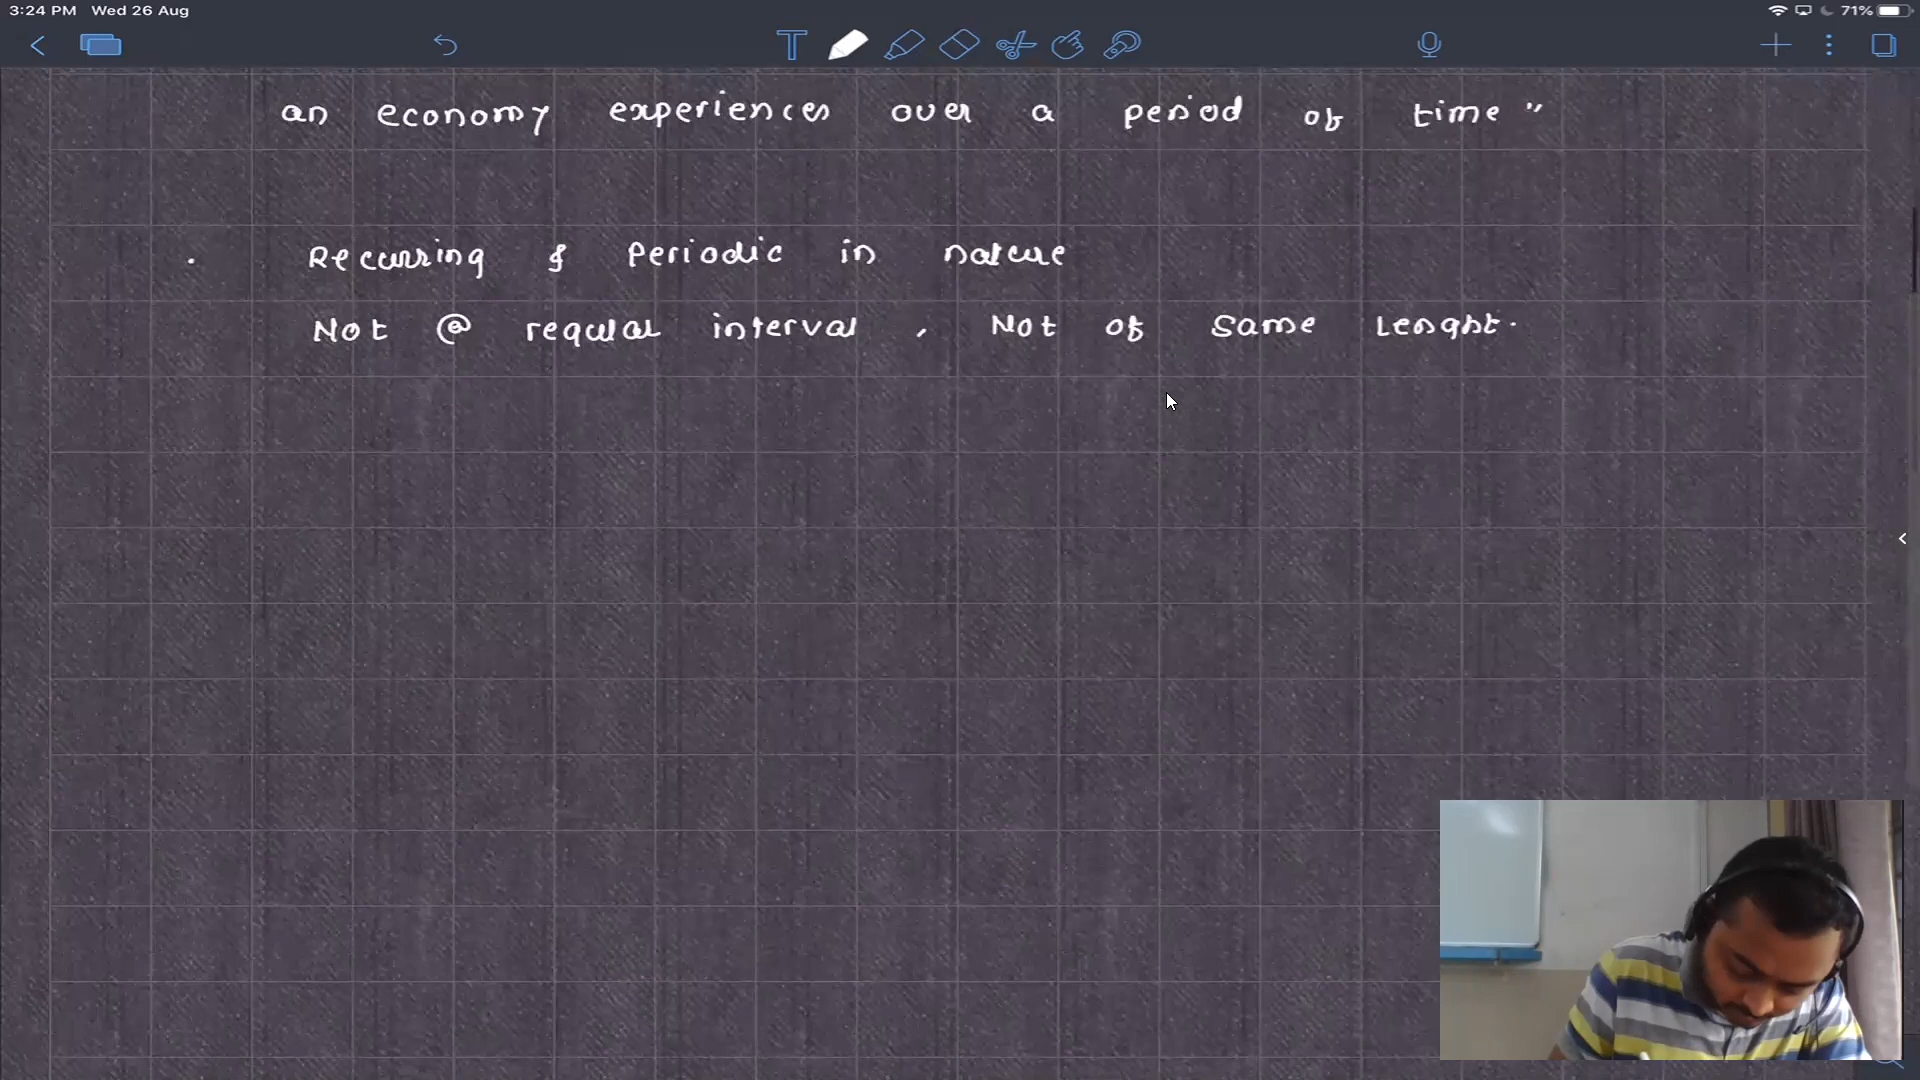 3:24 PM Wed 26 Aug
71%
T
an economy experiences over a period of time"
. Recurring & Periodic in nature
Not @ regular interval , Not of same Lenght.